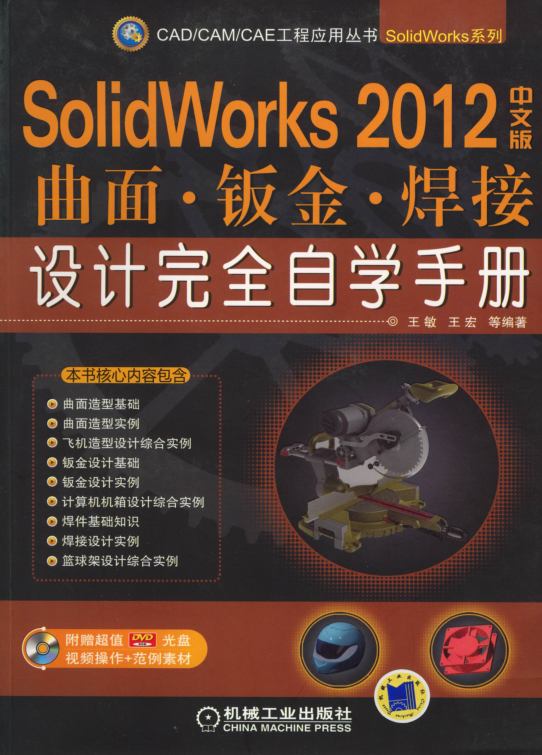 CAD/CAM/CAE工程应用丛书 SolidWorks系列
SolidWorks 2012 中文版
曲面·钣金·焊接
设计完全自学手册
王敏 王宏 等编著
本书核心内容包含
曲面造型基础
曲面造型实例
飞机造型设计综合实例
钣金设计基础
钣金设计实例
计算机机箱设计综合实例
焊件基础知识
焊接设计实例
篮球架设计综合实例
附赠超值 DVD 光盘
视频操作+范例素材
机械工业出版社
CHINA MACHINE PRESS